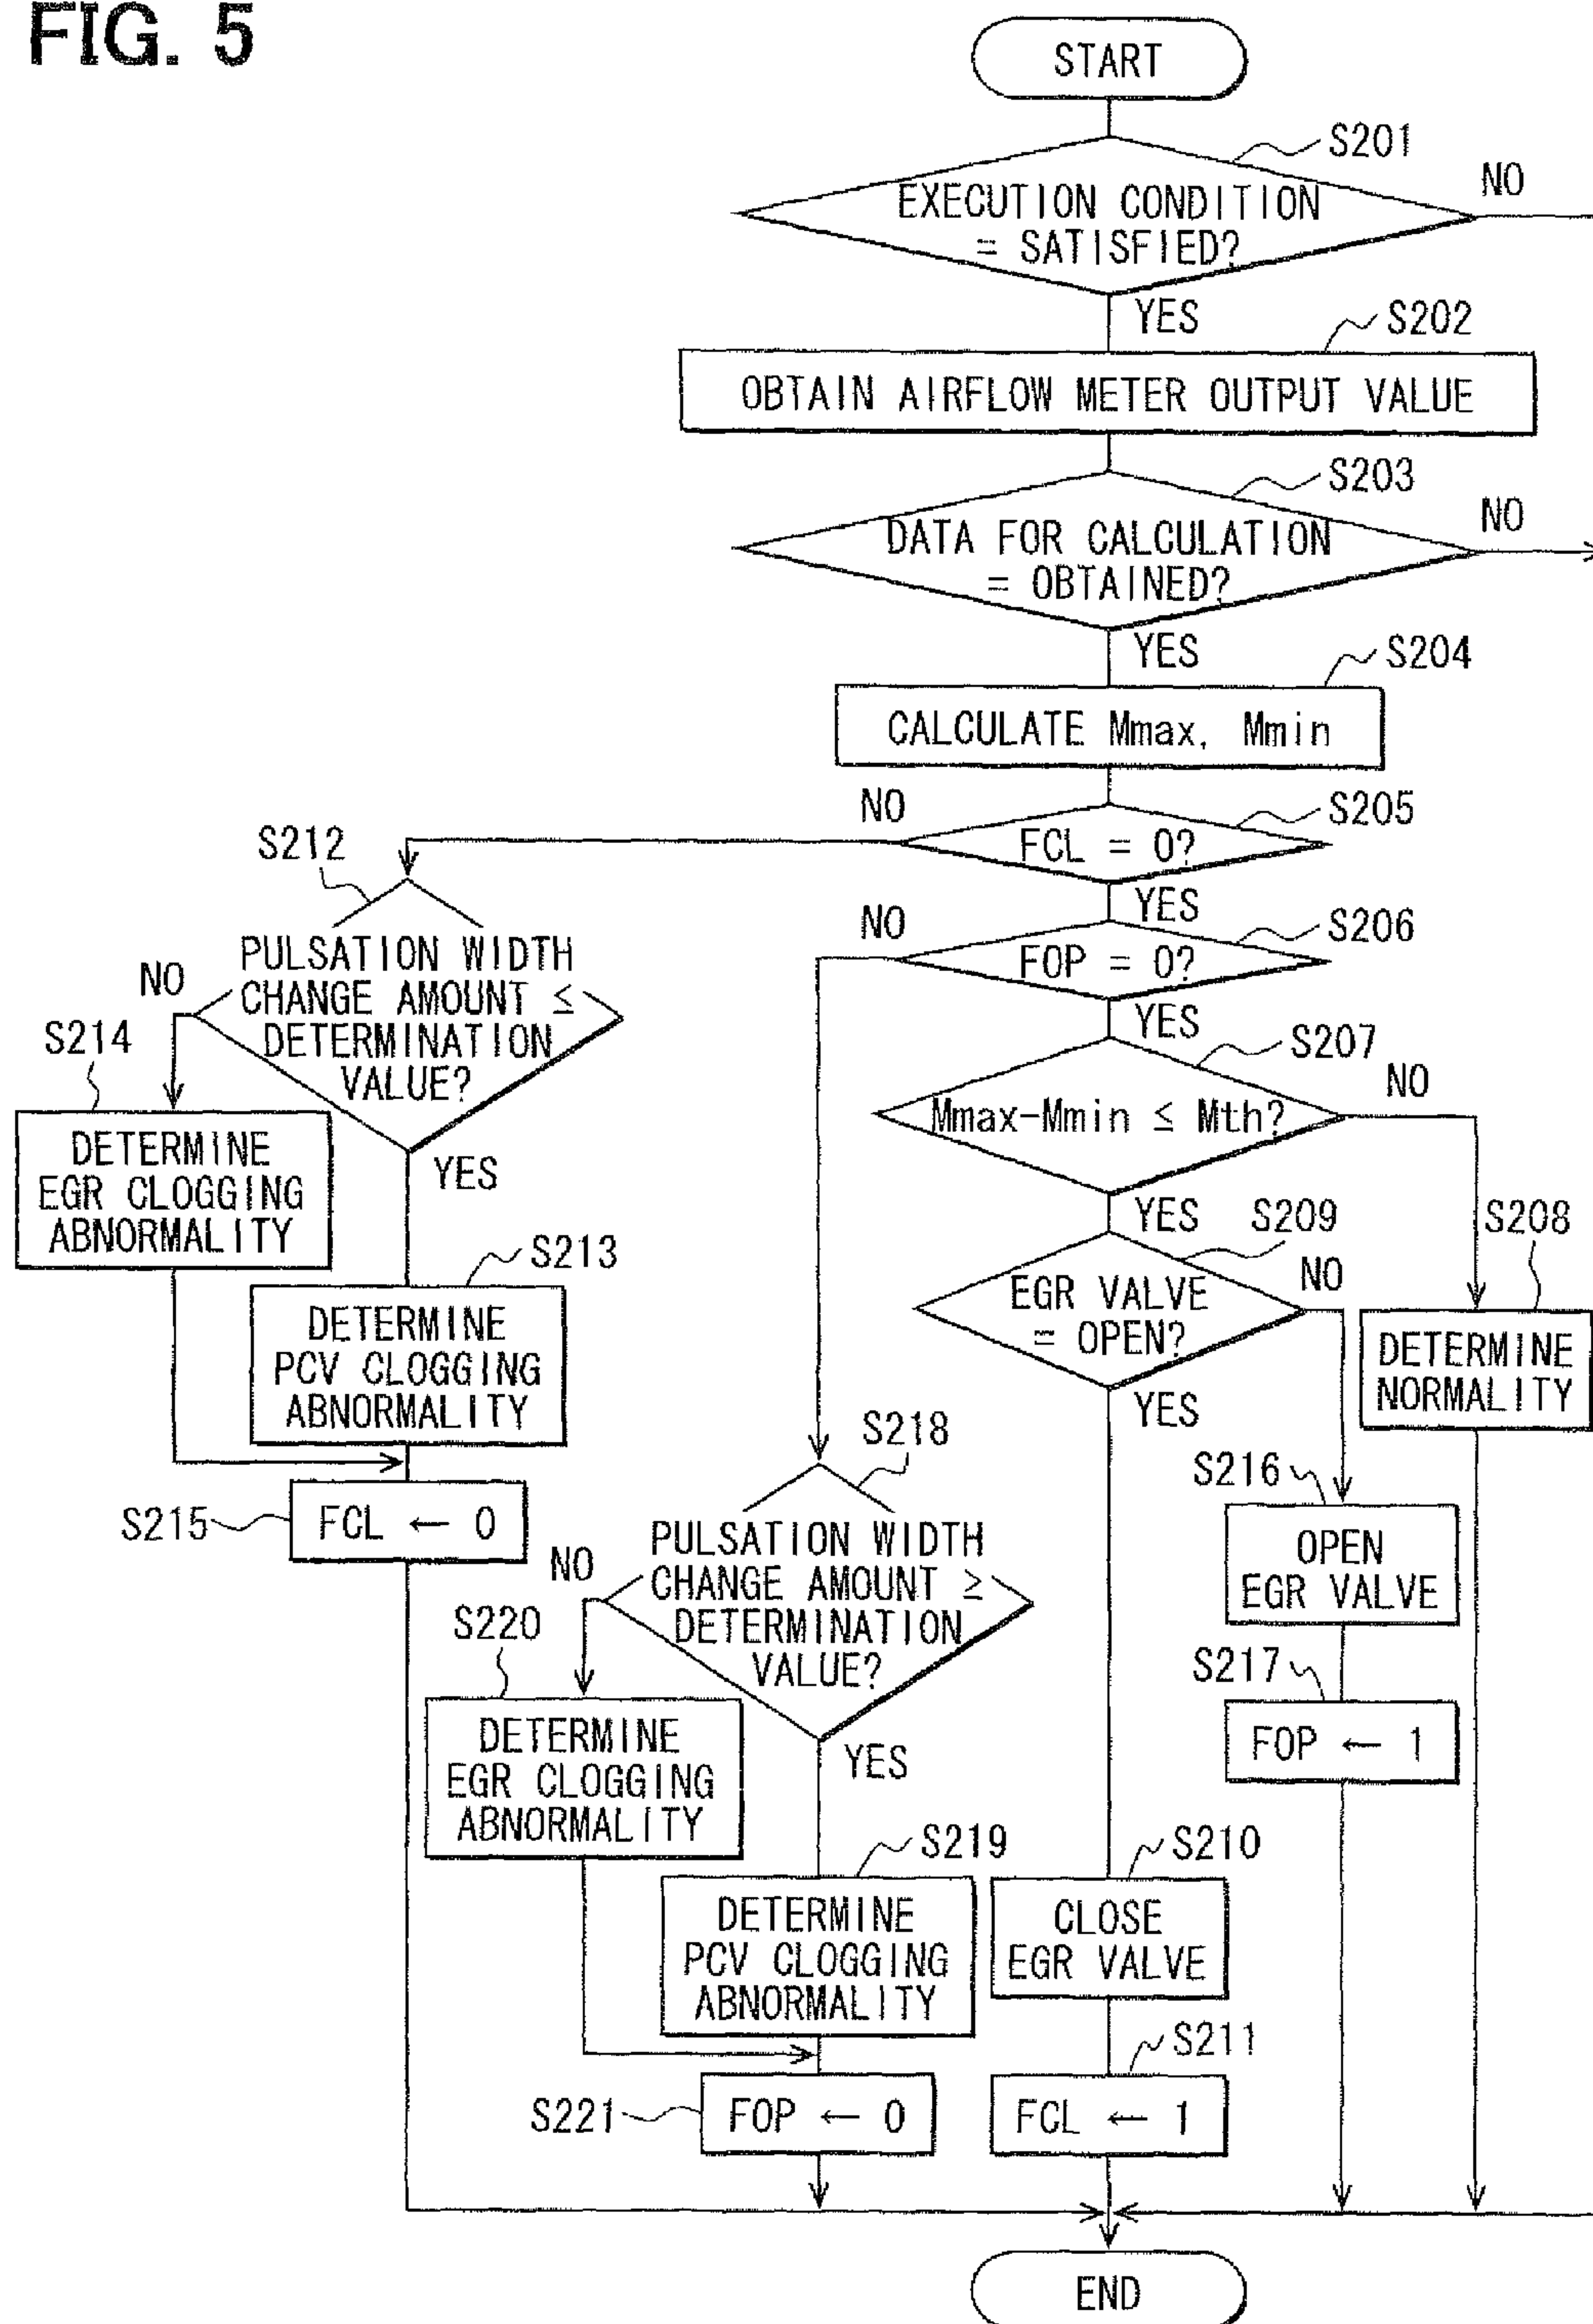 FIG. 5
START
S201
EXECUTION CONDITION
= SATISFIED?
NO
YES
S202
OBTAIN AIRFLOW METER OUTPUT VALUE
S203
DATA FOR CALCULATION
= OBTAINED?
NO
YES
S204
CALCULATE Mmax, Mmin
S205
FCL = 0?
NO
YES
S206
FOP = 0?
NO
YES
S212
PULSATION WIDTH
CHANGE AMOUNT ≤
DETERMINATION
VALUE?
NO
YES
S214
DETERMINE
EGR CLOGGING
ABNORMALITY
S213
DETERMINE
PCV CLOGGING
ABNORMALITY
S215
FCL ← 0
S207
Mmax-Mmin ≤ Mth?
NO
YES
S208
DETERMINE
NORMALITY
S209
EGR VALVE
= OPEN?
NO
YES
S216
OPEN
EGR VALVE
S217
FOP ← 1
S218
PULSATION WIDTH
CHANGE AMOUNT ≥
DETERMINATION
VALUE?
NO
YES
S220
DETERMINE
EGR CLOGGING
ABNORMALITY
S219
DETERMINE
PCV CLOGGING
ABNORMALITY
S221
FOP ← 0
S210
CLOSE
EGR VALVE
S211
FCL ← 1
END